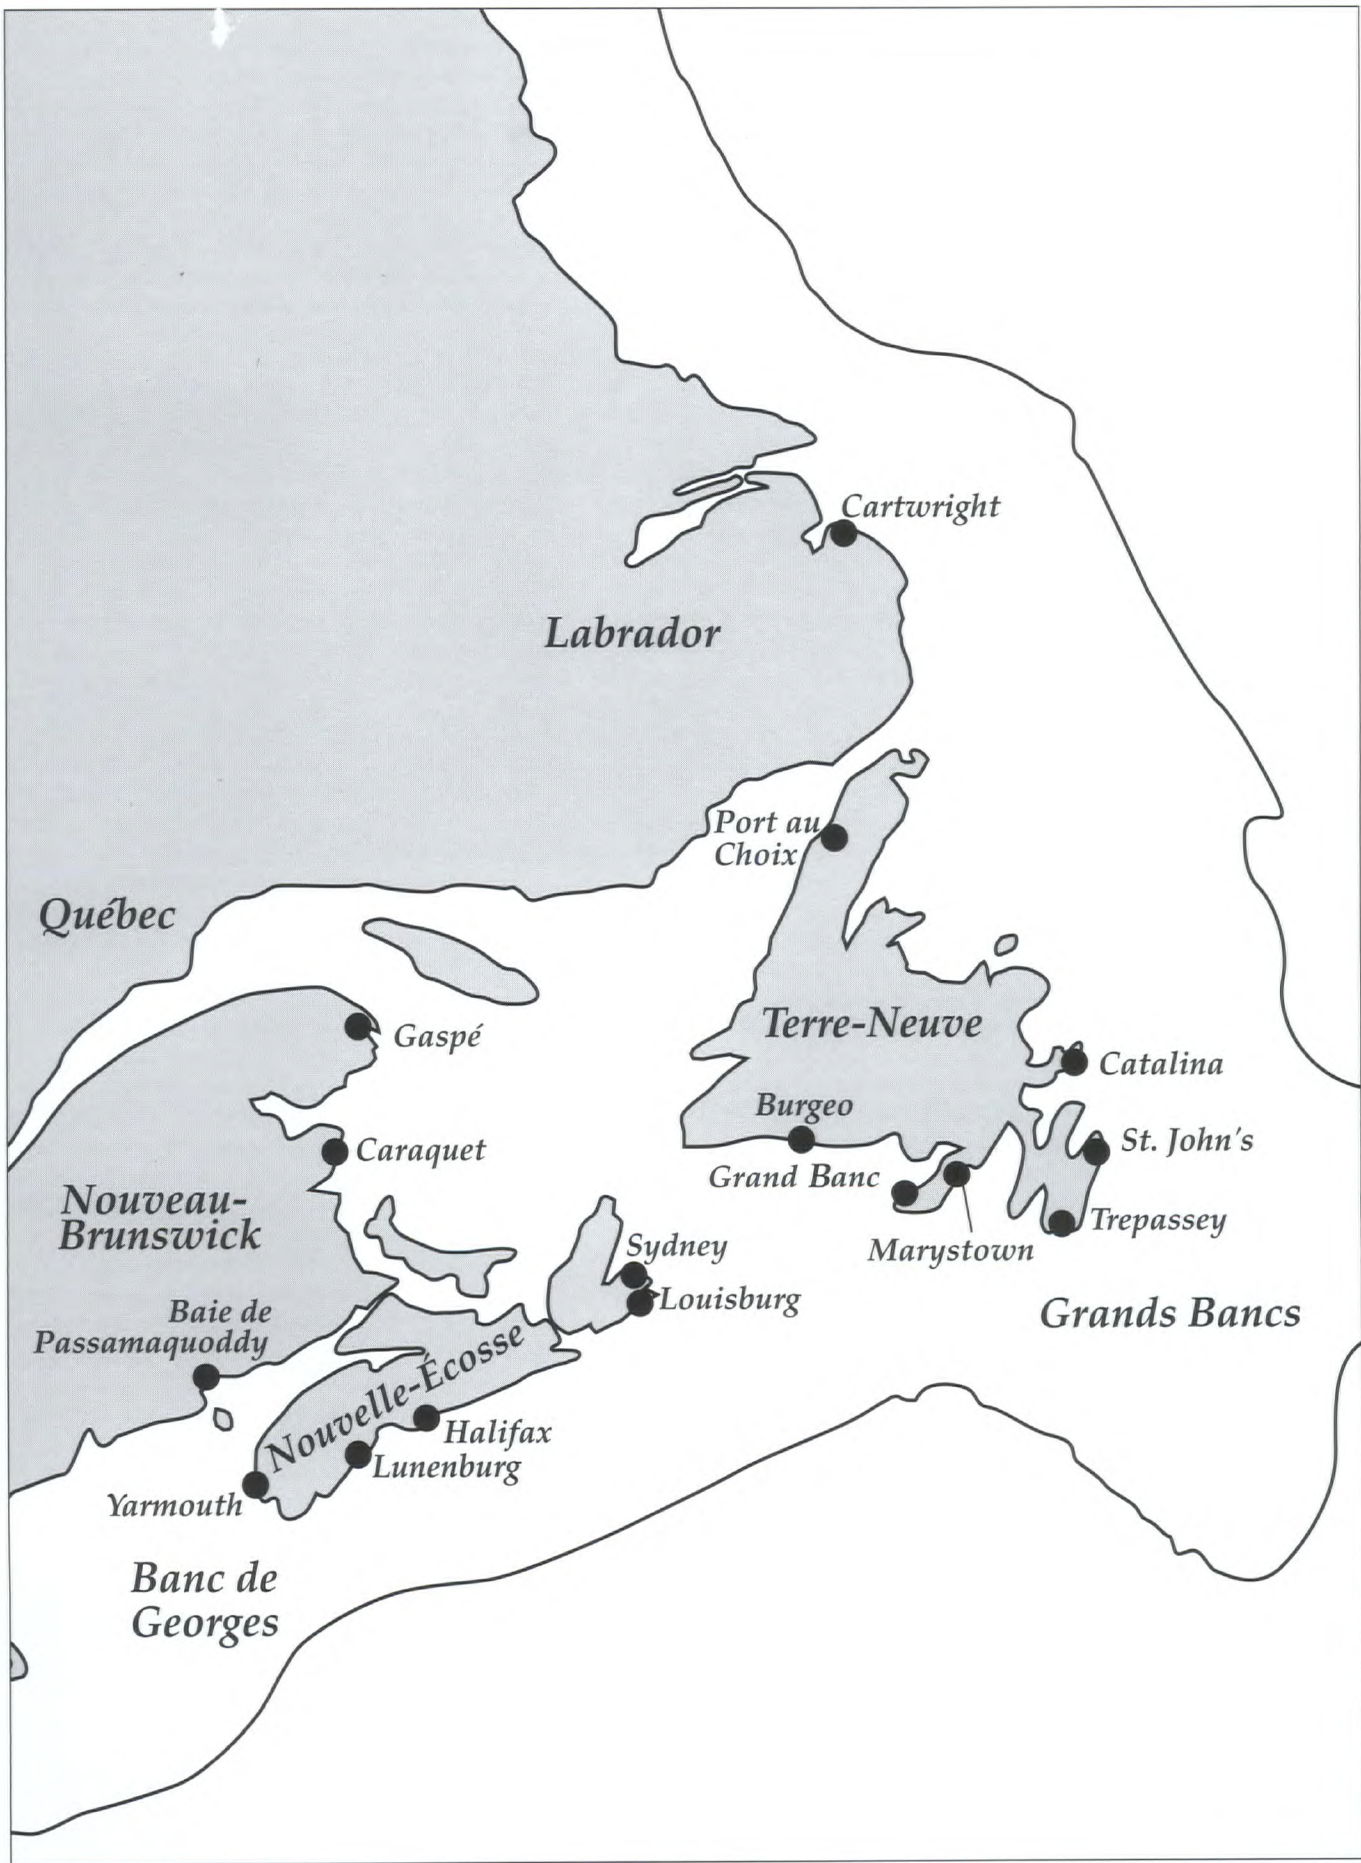 Cartwright
Labrador
Port au
Choix
Québec
Terre-Neuve
Gaspé
Catalina
Burgeo
Caraquet
St. John's
Grand Banc
Nouveau-
Brunswick
Trepassey
Marystown
Sydney
Louisburg
Grands Bancs
Baie de
Passamaquoddy
Nouvelle-Écosse
Halifax
Lunenburg
Yarmouth
Banc de
Georges